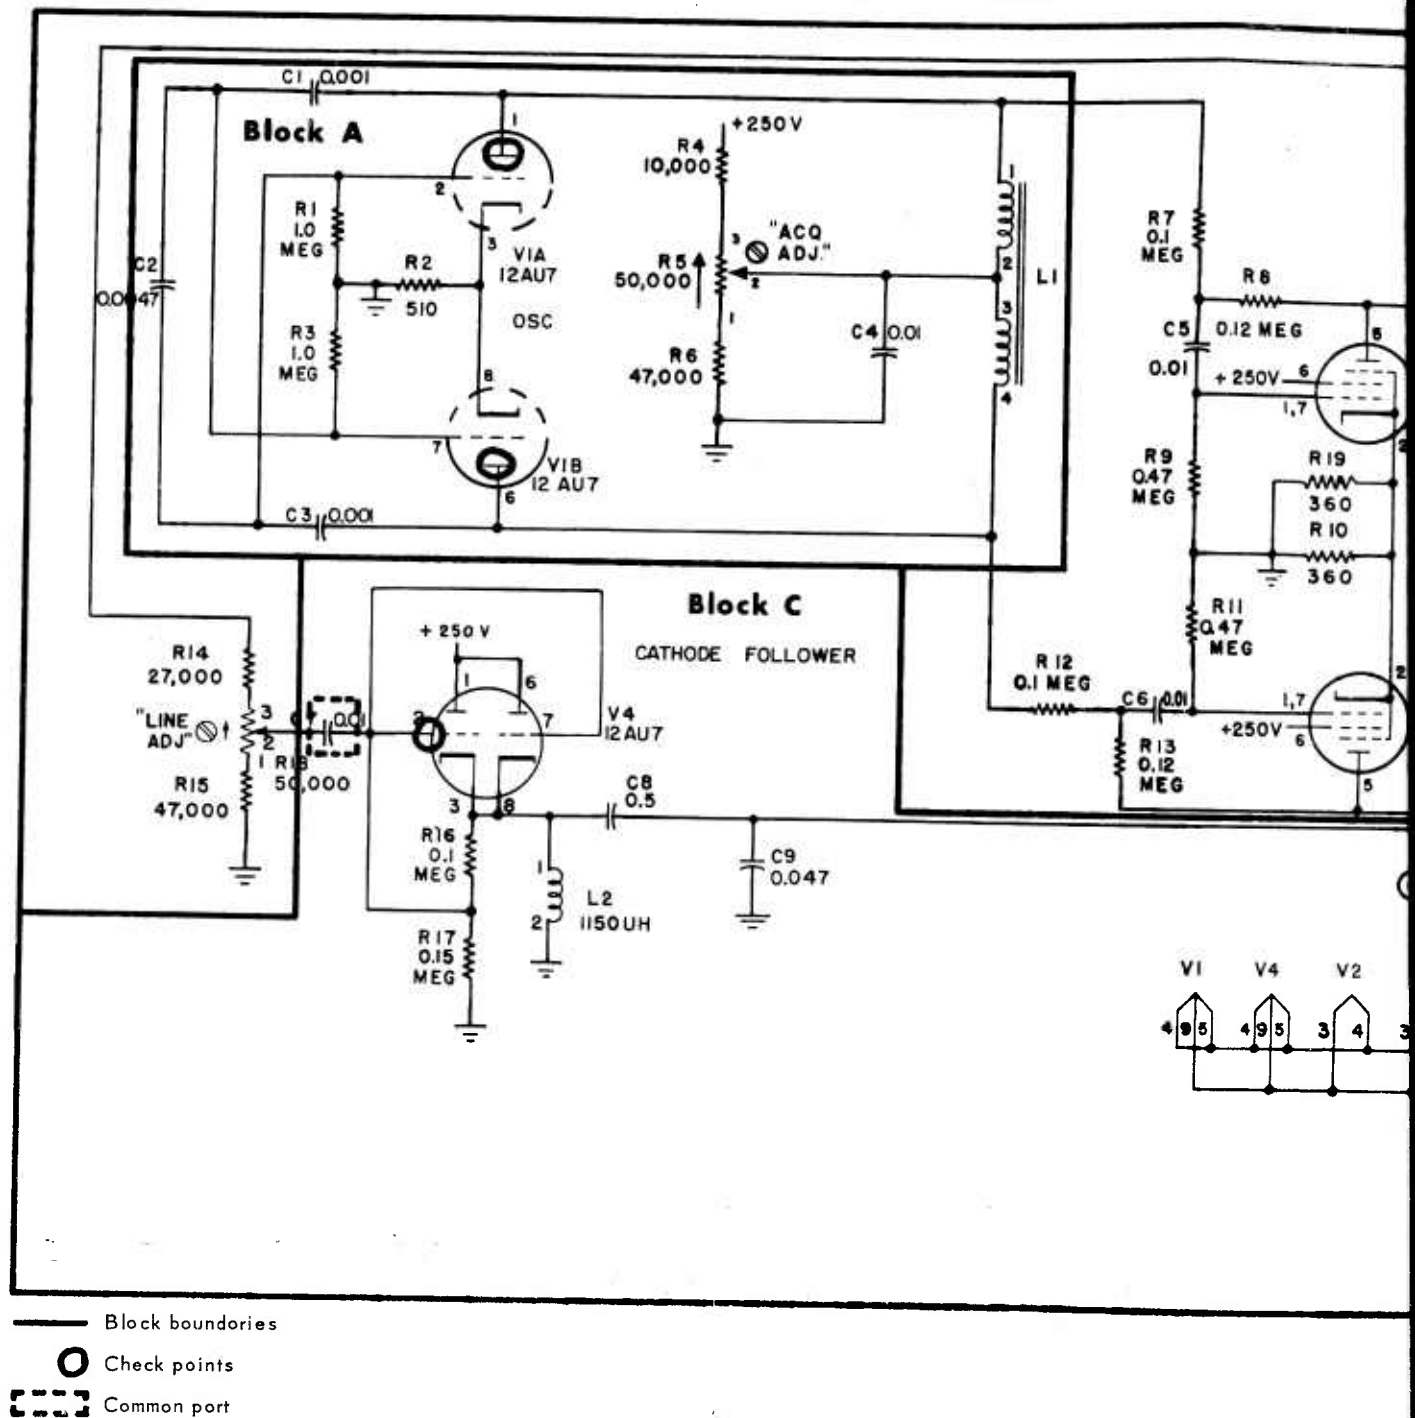 C1 0.001
Block A
1
2
3
R1
1.0
MEG
R2
510
V1A
12AU7
OSC
C2
0.0047
R3
1.0
MEG
8
7
V1B
12 AU7
6
C3 0.001
+250V
R4
10,000
3
"ACQ
ADJ."
R5
50,000
2
1
R6
47,000
C4 0.01
1
2
3
4
L1
R7
0.1
MEG
R8
0.12 MEG
C5
0.01
5
6
+250V
1,7
2
R9
0.47
MEG
R19
360
R10
360
R11
0.47
MEG
R12
0.1 MEG
C6 0.01
R13
0.12
MEG
1,7
+250V
6
2
5
Block C
CATHODE FOLLOWER
R14
27,000
"LINE
ADJ"
3
2
1
R15
47,000
0.01
50,000
+250V
1
6
7
V4
12AU7
3
8
C8
0.5
R16
0.1
MEG
1
2
L2
1150UH
C9
0.047
R17
0.15
MEG
V1 V4 V2
4 9 5 4 9 5 3 4 3
Block boundories
Check points
Common port